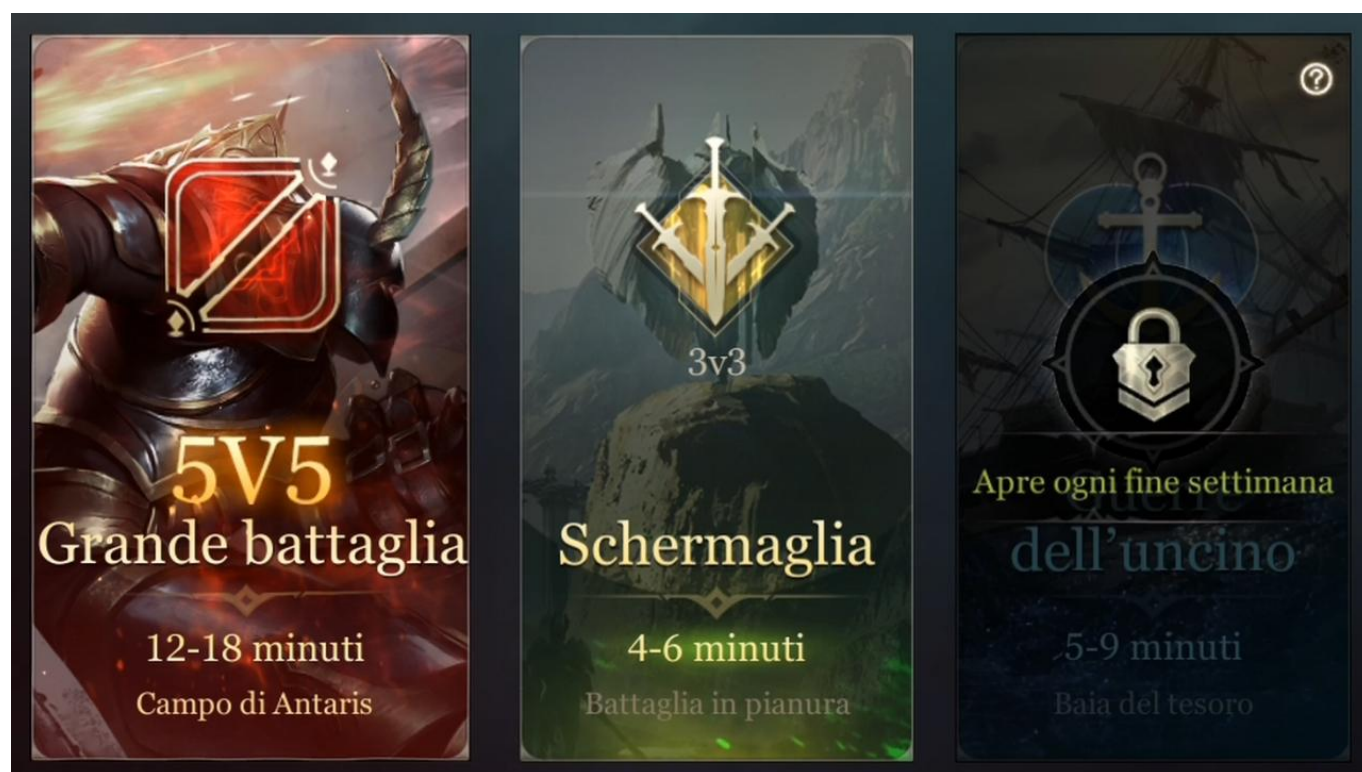 5V5
Grande battaglia
12-18 minuti
Campo di Antaris
3v3
Schermaglia
4-6 minuti
Battaglia in pianura
?
Apre ogni fine settimana
Guerre
dell'uncino
5-9 minuti
Baia del tesoro